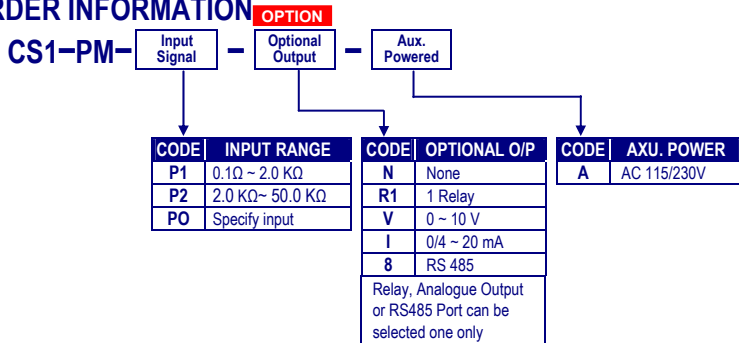 RDER INFORMATION OPTION
CS1-PM- Input Signal - Optional Output - Aux. Powered
CODE INPUT RANGE
P1 0.1Ω ~ 2.0 KΩ
P2 2.0 KΩ~ 50.0 KΩ
PO Specify input
CODE OPTIONAL O/P
N None
R1 1 Relay
V 0 ~ 10 V
I 0/4 ~ 20 mA
8 RS 485
Relay, Analogue Output
or RS485 Port can be
selected one only
CODE AXU. POWER
A AC 115/230V